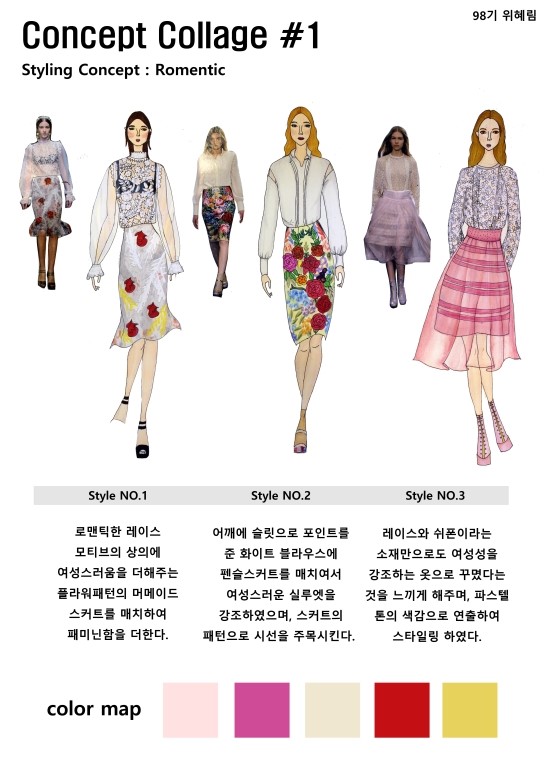 98기 위혜림
Concept Collage #1
Styling Concept : Romentic
Style NO.1
로맨틱한 레이스
모티브의 상의에
여성스러움을 더해주는
플라워패턴의 머메이드
스커트를 매치하여
패미닌함을 더한다.
Style NO.2
어깨에 슬릿으로 포인트를
준 화이트 블라우스에
펜슬스커트를 매치여서
여성스러운 실루엣을
강조하였으며, 스커트의
패턴으로 시선을 주목시킨다.
Style NO.3
레이스와 쉬폰이라는
소재만으로도 여성성을
강조하는 옷으로 꾸몄다는
것을 느끼게 해주며, 파스텔
톤의 색감으로 연출하여
스타일링 하였다.
color map